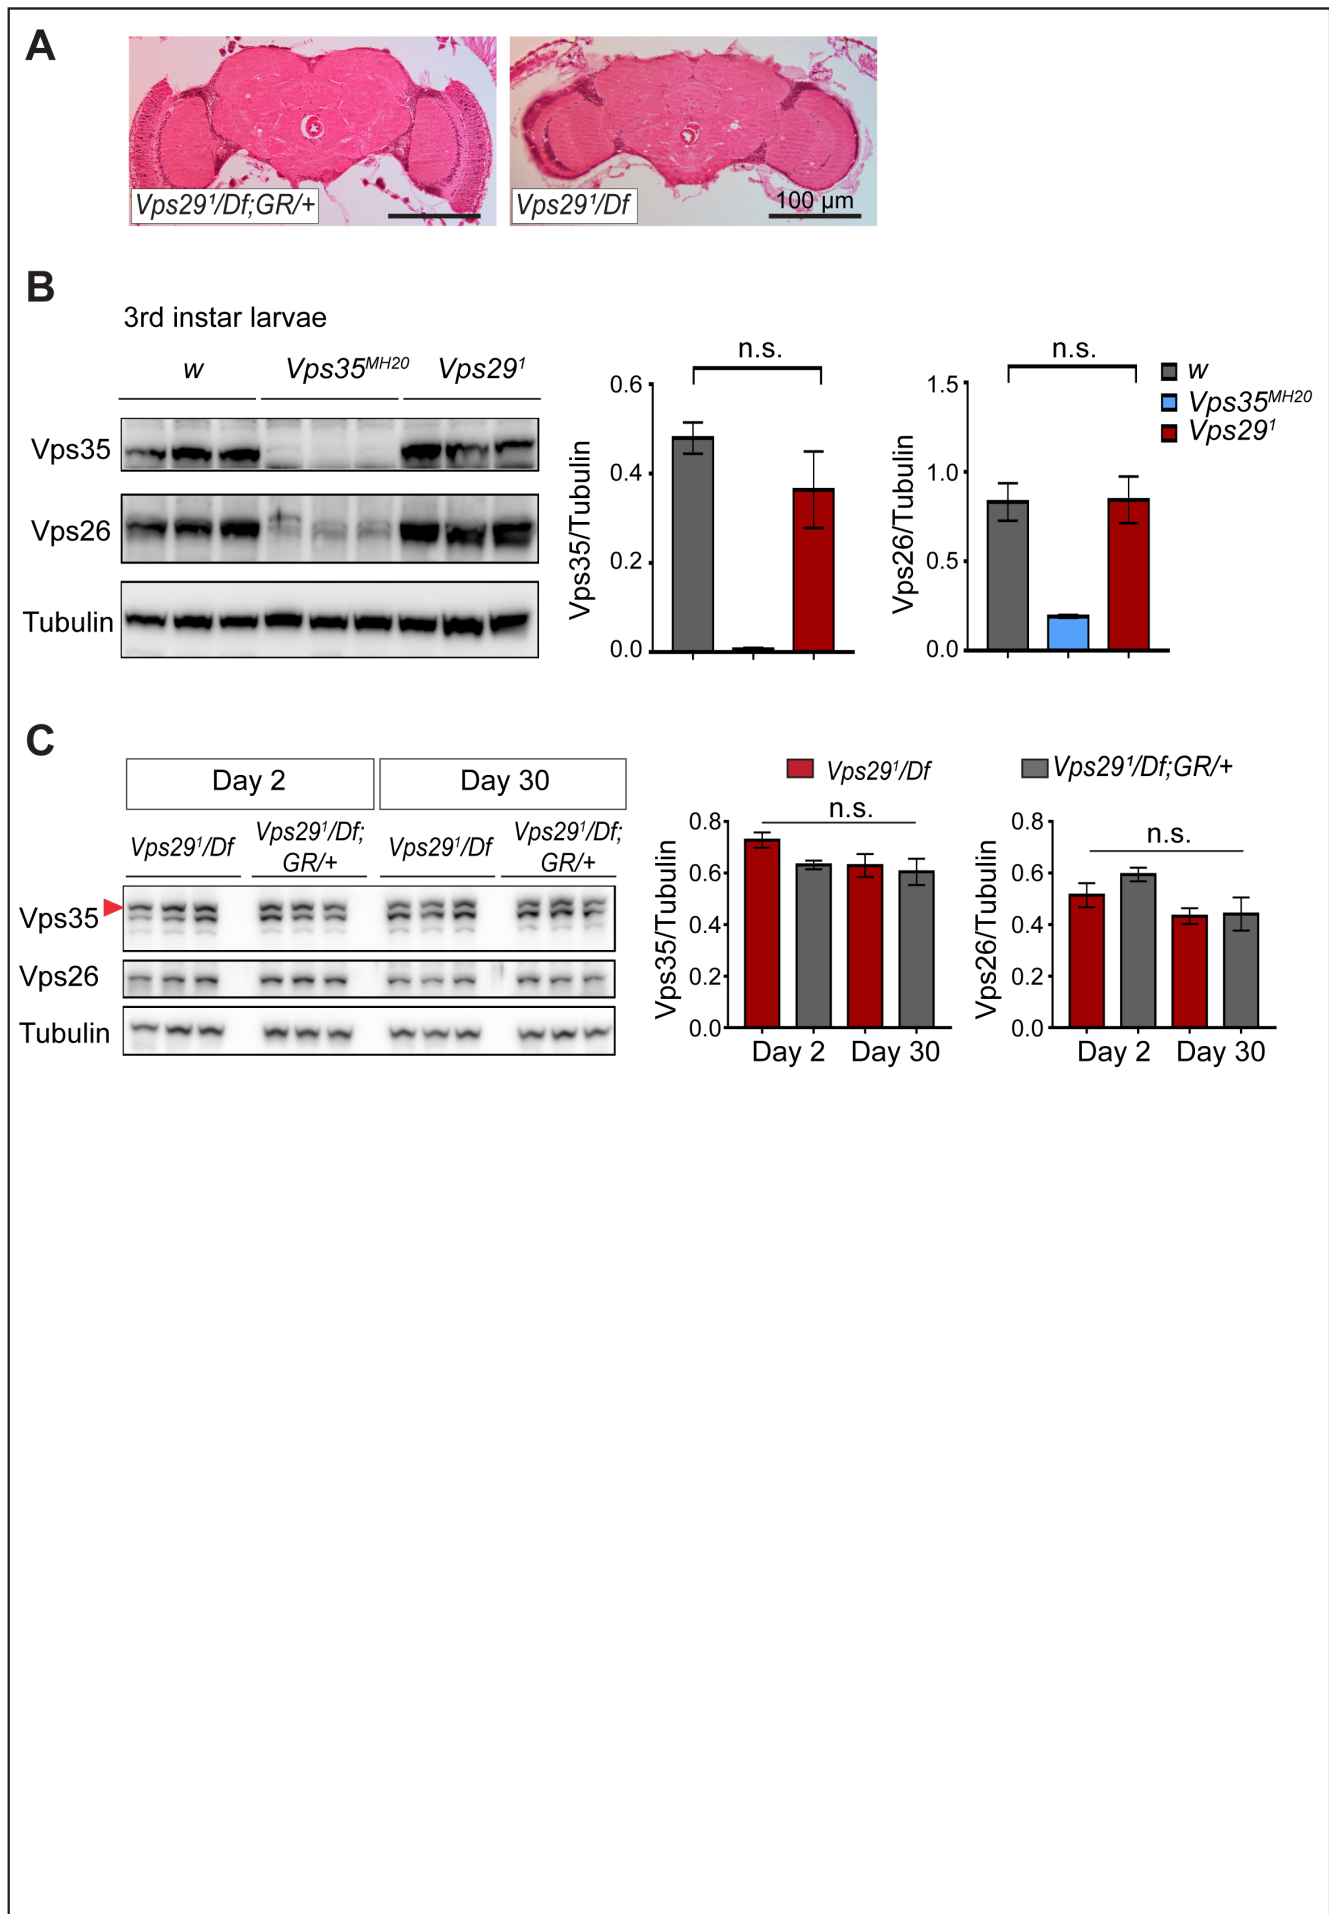 A
Vps29¹/Df;GR/+
Vps29¹/Df
100 µm
B
3rd instar larvae
w
Vps35ᴹᴴ²⁰
Vps29¹
Vps35
Vps26
Tubulin
n.s.
0.6
0.4
0.2
0.0
Vps35/Tubulin
n.s.
1.5
1.0
0.5
0.0
Vps26/Tubulin
w
Vps35ᴹᴴ²⁰
Vps29¹
C
Day 2
Day 30
Vps29¹/Df
Vps29¹/Df;
GR/+
Vps29¹/Df
Vps29¹/Df;
GR/+
Vps35
Vps26
Tubulin
Vps29¹/Df
Vps29¹/Df;GR/+
n.s.
0.8
0.6
0.4
0.2
0.0
Vps35/Tubulin
Day 2
Day 30
n.s.
0.8
0.6
0.4
0.2
0.0
Vps26/Tubulin
Day 2
Day 30